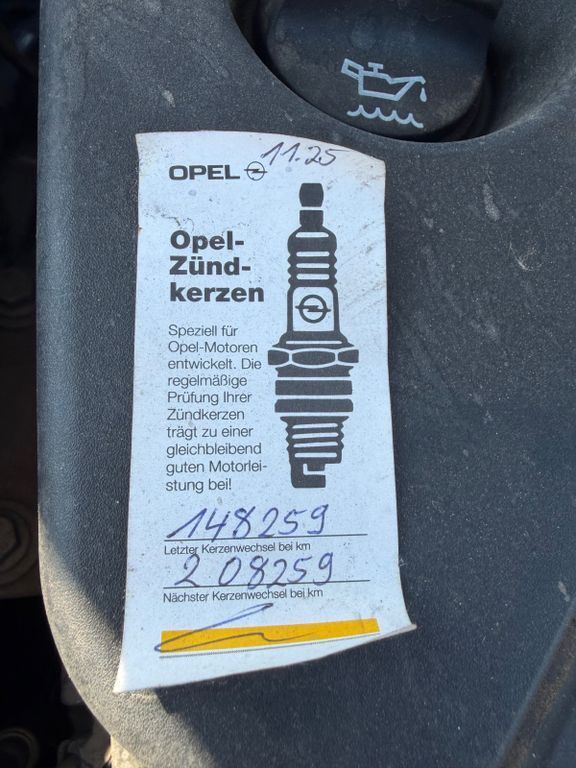 11.25
OPEL
Opel-
Zünd-
kerzen
Speziell für
Opel-Motoren
entwickelt. Die
regelmäßige
Prüfung Ihrer
Zündkerzen
trägt zu einer
gleichbleibend
guten Motorlei-
stung bei!
148259
Letzter Kerzenwechsel bei km
208259
Nächster Kerzenwechsel bei km